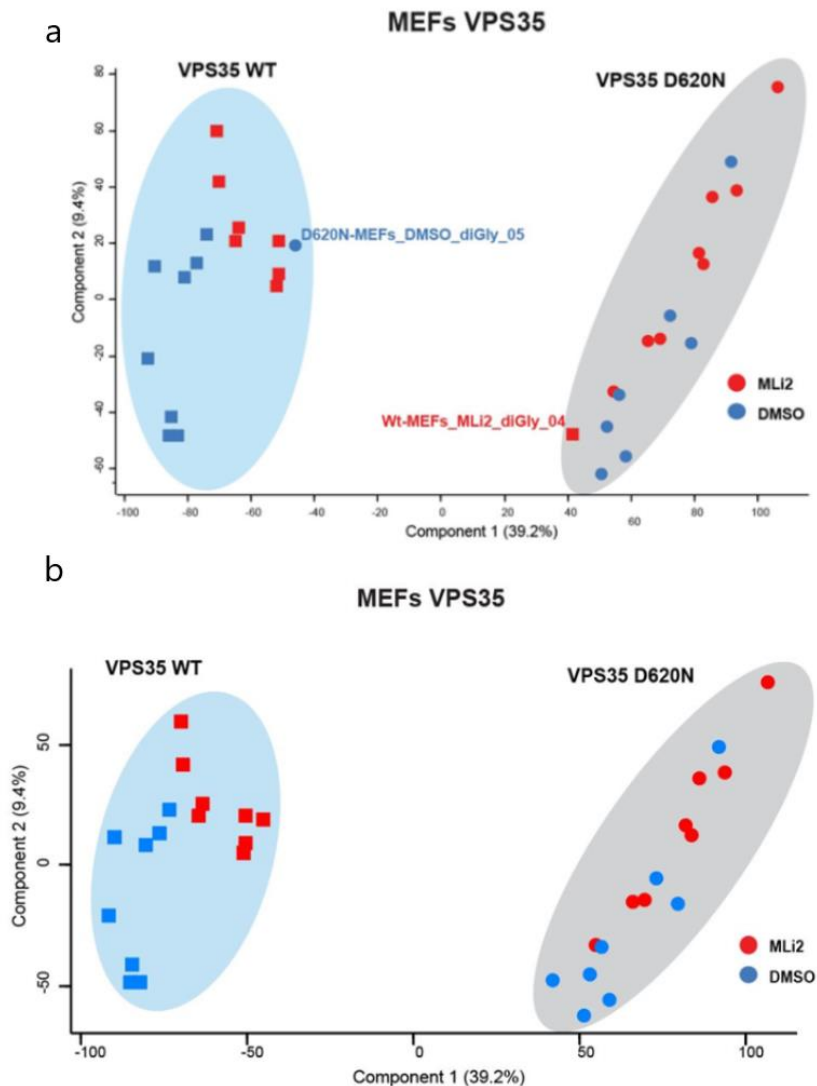 a
MEFs VPS35
VPS35 WT
VPS35 D620N
80
60
40
20
0
-20
-40
-60
Component 2 (9.4%)
D620N-MEFs_DMSO_diGly_05
Wt-MEFs_MLi2_diGly_04
MLi2
DMSO
-100 -80 -60 -40 -20 0 20 40 60 80 100
Component 1 (39.2%)
b
MEFs VPS35
VPS35 WT
VPS35 D620N
50
0
-50
Component 2 (9.4%)
MLi2
DMSO
-100 -50 0 50 100
Component 1 (39.2%)